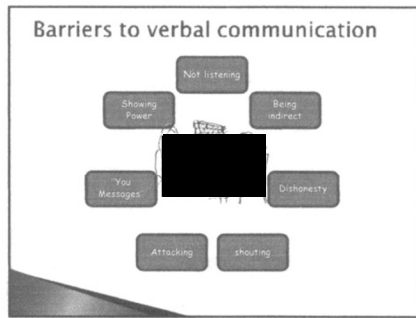 Barriers to verbal communication
Not listening
Showing
Power
Being
indirect
"You
Messages"
Dishonesty
Attacking
shouting